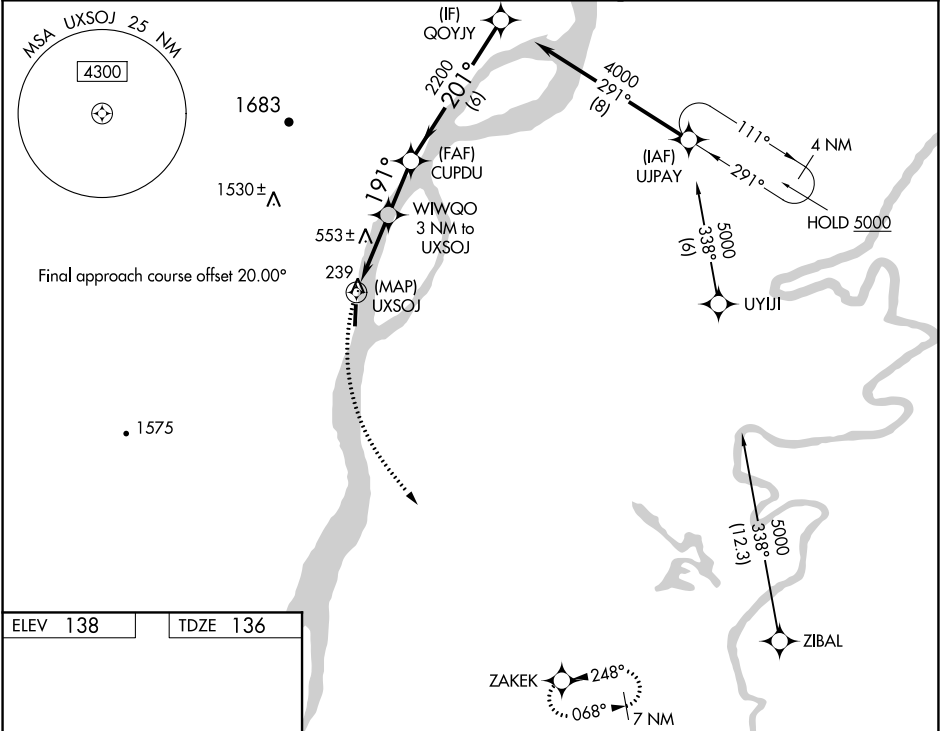 MSA UXSOJ 25 NM
4300
(IF)
QOYJY
2200
201°
(6)
1683
1530 ±
(FAF)
CUPDU
191°
WIWQO
3 NM to
UXSOJ
553 ±
Final approach course offset 20.00°
239
(MAP)
UXSOJ
4000
291°
(8)
(IAF)
UJPAY
111°
291°
4 NM
HOLD 5000
5000
338°
(6)
UYIJI
1575
5000
338°
(12.3)
ZIBAL
ELEV 138
TDZE 136
ZAKEK
248°
068°
7 NM